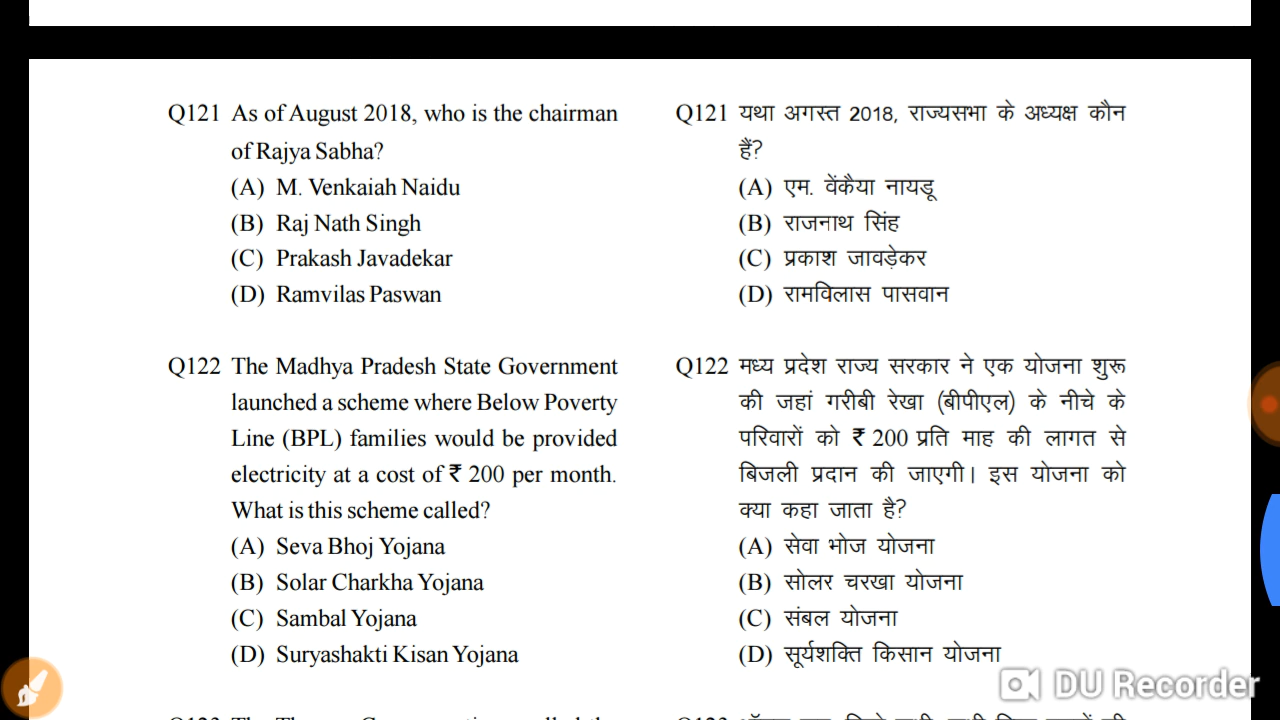 Q121 As of August 2018, who is the chairman
of Rajya Sabha?
(A) M. Venkaiah Naidu
(B) Raj Nath Singh
(C) Prakash Javadekar
(D) Ramvilas Paswan
Q122 The Madhya Pradesh State Government
launched a scheme where Below Poverty
Line (BPL) families would be provided
electricity at a cost of ₹ 200 per month.
What is this scheme called?
(A) Seva Bhoj Yojana
(B) Solar Charkha Yojana
(C) Sambal Yojana
(D) Suryashakti Kisan Yojana
Q121 यथा अगस्त 2018, राज्यसभा के अध्यक्ष कौन
हैं?
(A) एम. वेंकैया नायडू
(B) राजनाथ सिंह
(C) प्रकाश जावड़ेकर
(D) रामविलास पासवान
Q122 मध्य प्रदेश राज्य सरकार ने एक योजना शुरू
की जहां गरीबी रेखा (बीपीएल) के नीचे के
परिवारों को ₹ 200 प्रति माह की लागत से
बिजली प्रदान की जाएगी। इस योजना को
क्या कहा जाता है?
(A) सेवा भोज योजना
(B) सोलर चरखा योजना
(C) संबल योजना
(D) सूर्यशक्ति किसान योजना
DU Recorder